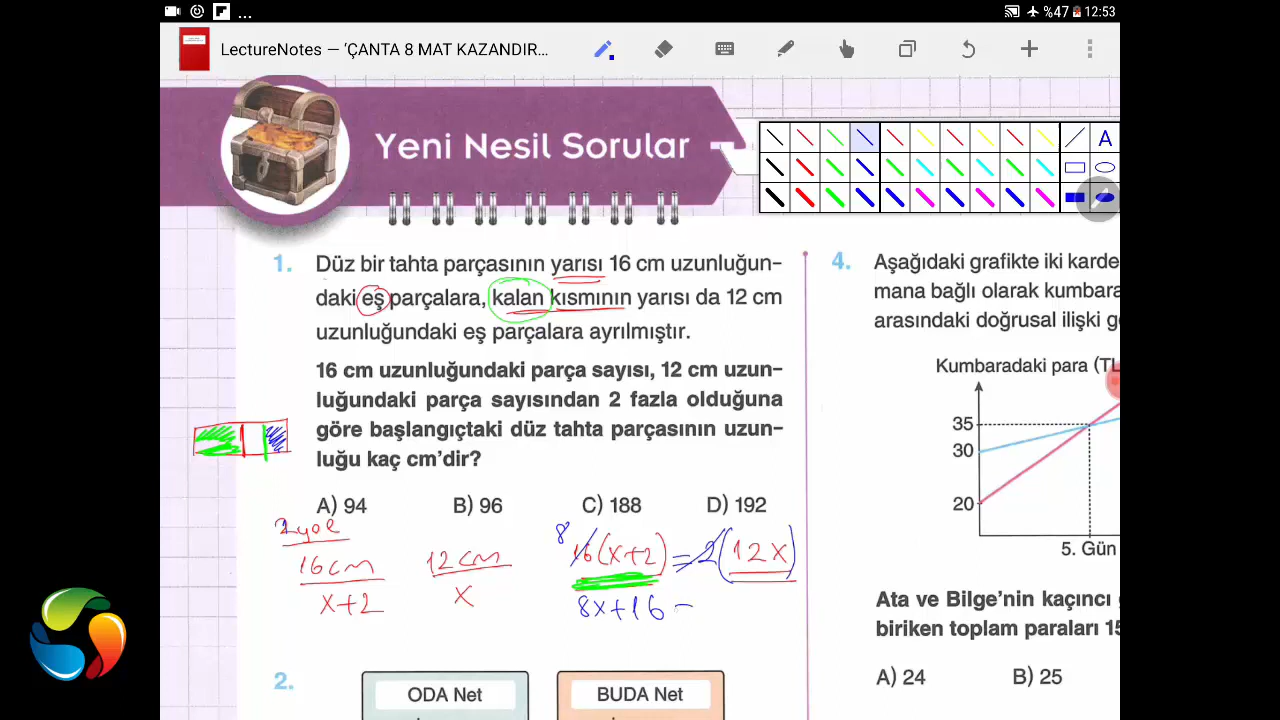 ... %47 12:53
LectureNotes — ‘ÇANTA 8 MAT KAZANDIR...
Yeni Nesil Sorular
A
1. Düz bir tahta parçasının yarısı 16 cm uzunluğun-
daki eş parçalara, kalan kısmının yarısı da 12 cm
uzunluğundaki eş parçalara ayrılmıştır.
16 cm uzunluğundaki parça sayısı, 12 cm uzun-
luğundaki parça sayısından 2 fazla olduğuna
göre başlangıçtaki düz tahta parçasının uzun-
luğu kaç cm’dir?
A) 94 B) 96 C) 188 D) 192
2yol
16cm 12cm 8 16(x+2) = 2(12x)
x+2 x 8x+16 =
2.
ODA Net BUDA Net
4. Aşağıdaki grafikte iki karde
mana bağlı olarak kumbara
arasındaki doğrusal ilişki g
Kumbaradaki para (TL
35
30
20
5. Gün
Ata ve Bilge’nin kaçıncı
biriken toplam paraları 15
A) 24 B) 25